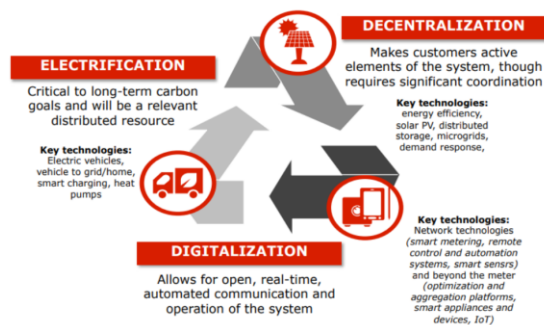 DECENTRALIZATION
Makes customers active
elements of the system, though
requires significant coordination
Key technologies:
energy efficiency,
solar PV, distributed
storage, microgrids,
demand response,
ELECTRIFICATION
Critical to long-term carbon
goals and will be a relevant
distributed resource
Key technologies:
Electric vehicles,
vehicle to grid/home,
smart charging, heat
pumps
DIGITALIZATION
Allows for open, real-time,
automated communication and
operation of the system
Key technologies:
Network technologies
(smart metering, remote
control and automation
systems, smart sensrs)
and beyond the meter
(optimization and
aggregation platforms,
smart appliances and
devices, IoT)